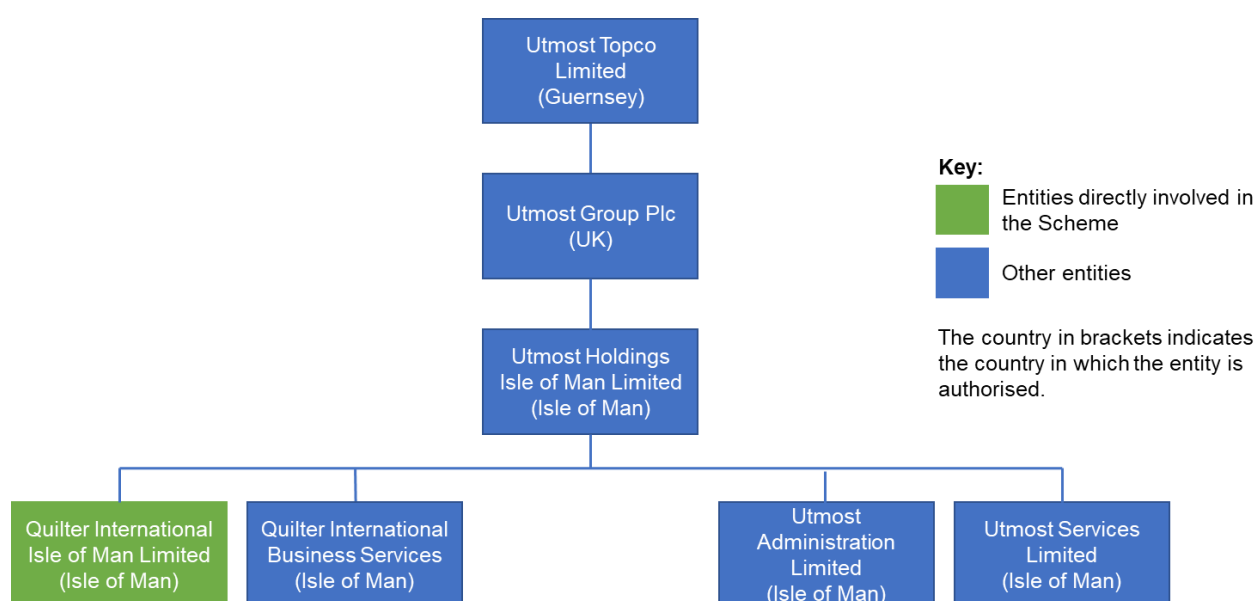 Utmost Topco
Limited
(Guernsey)
Utmost Group Plc
(UK)
Utmost Holdings
Isle of Man Limited
(Isle of Man)
Key:
Entities directly involved in
the Scheme
Other entities
The country in brackets indicates
the country in which the entity is
authorised.
Quilter International
Isle of Man Limited
(Isle of Man)
Quilter International
Business Services
(Isle of Man)
Utmost
Administration
Limited
(Isle of Man)
Utmost Services
Limited
(Isle of Man)